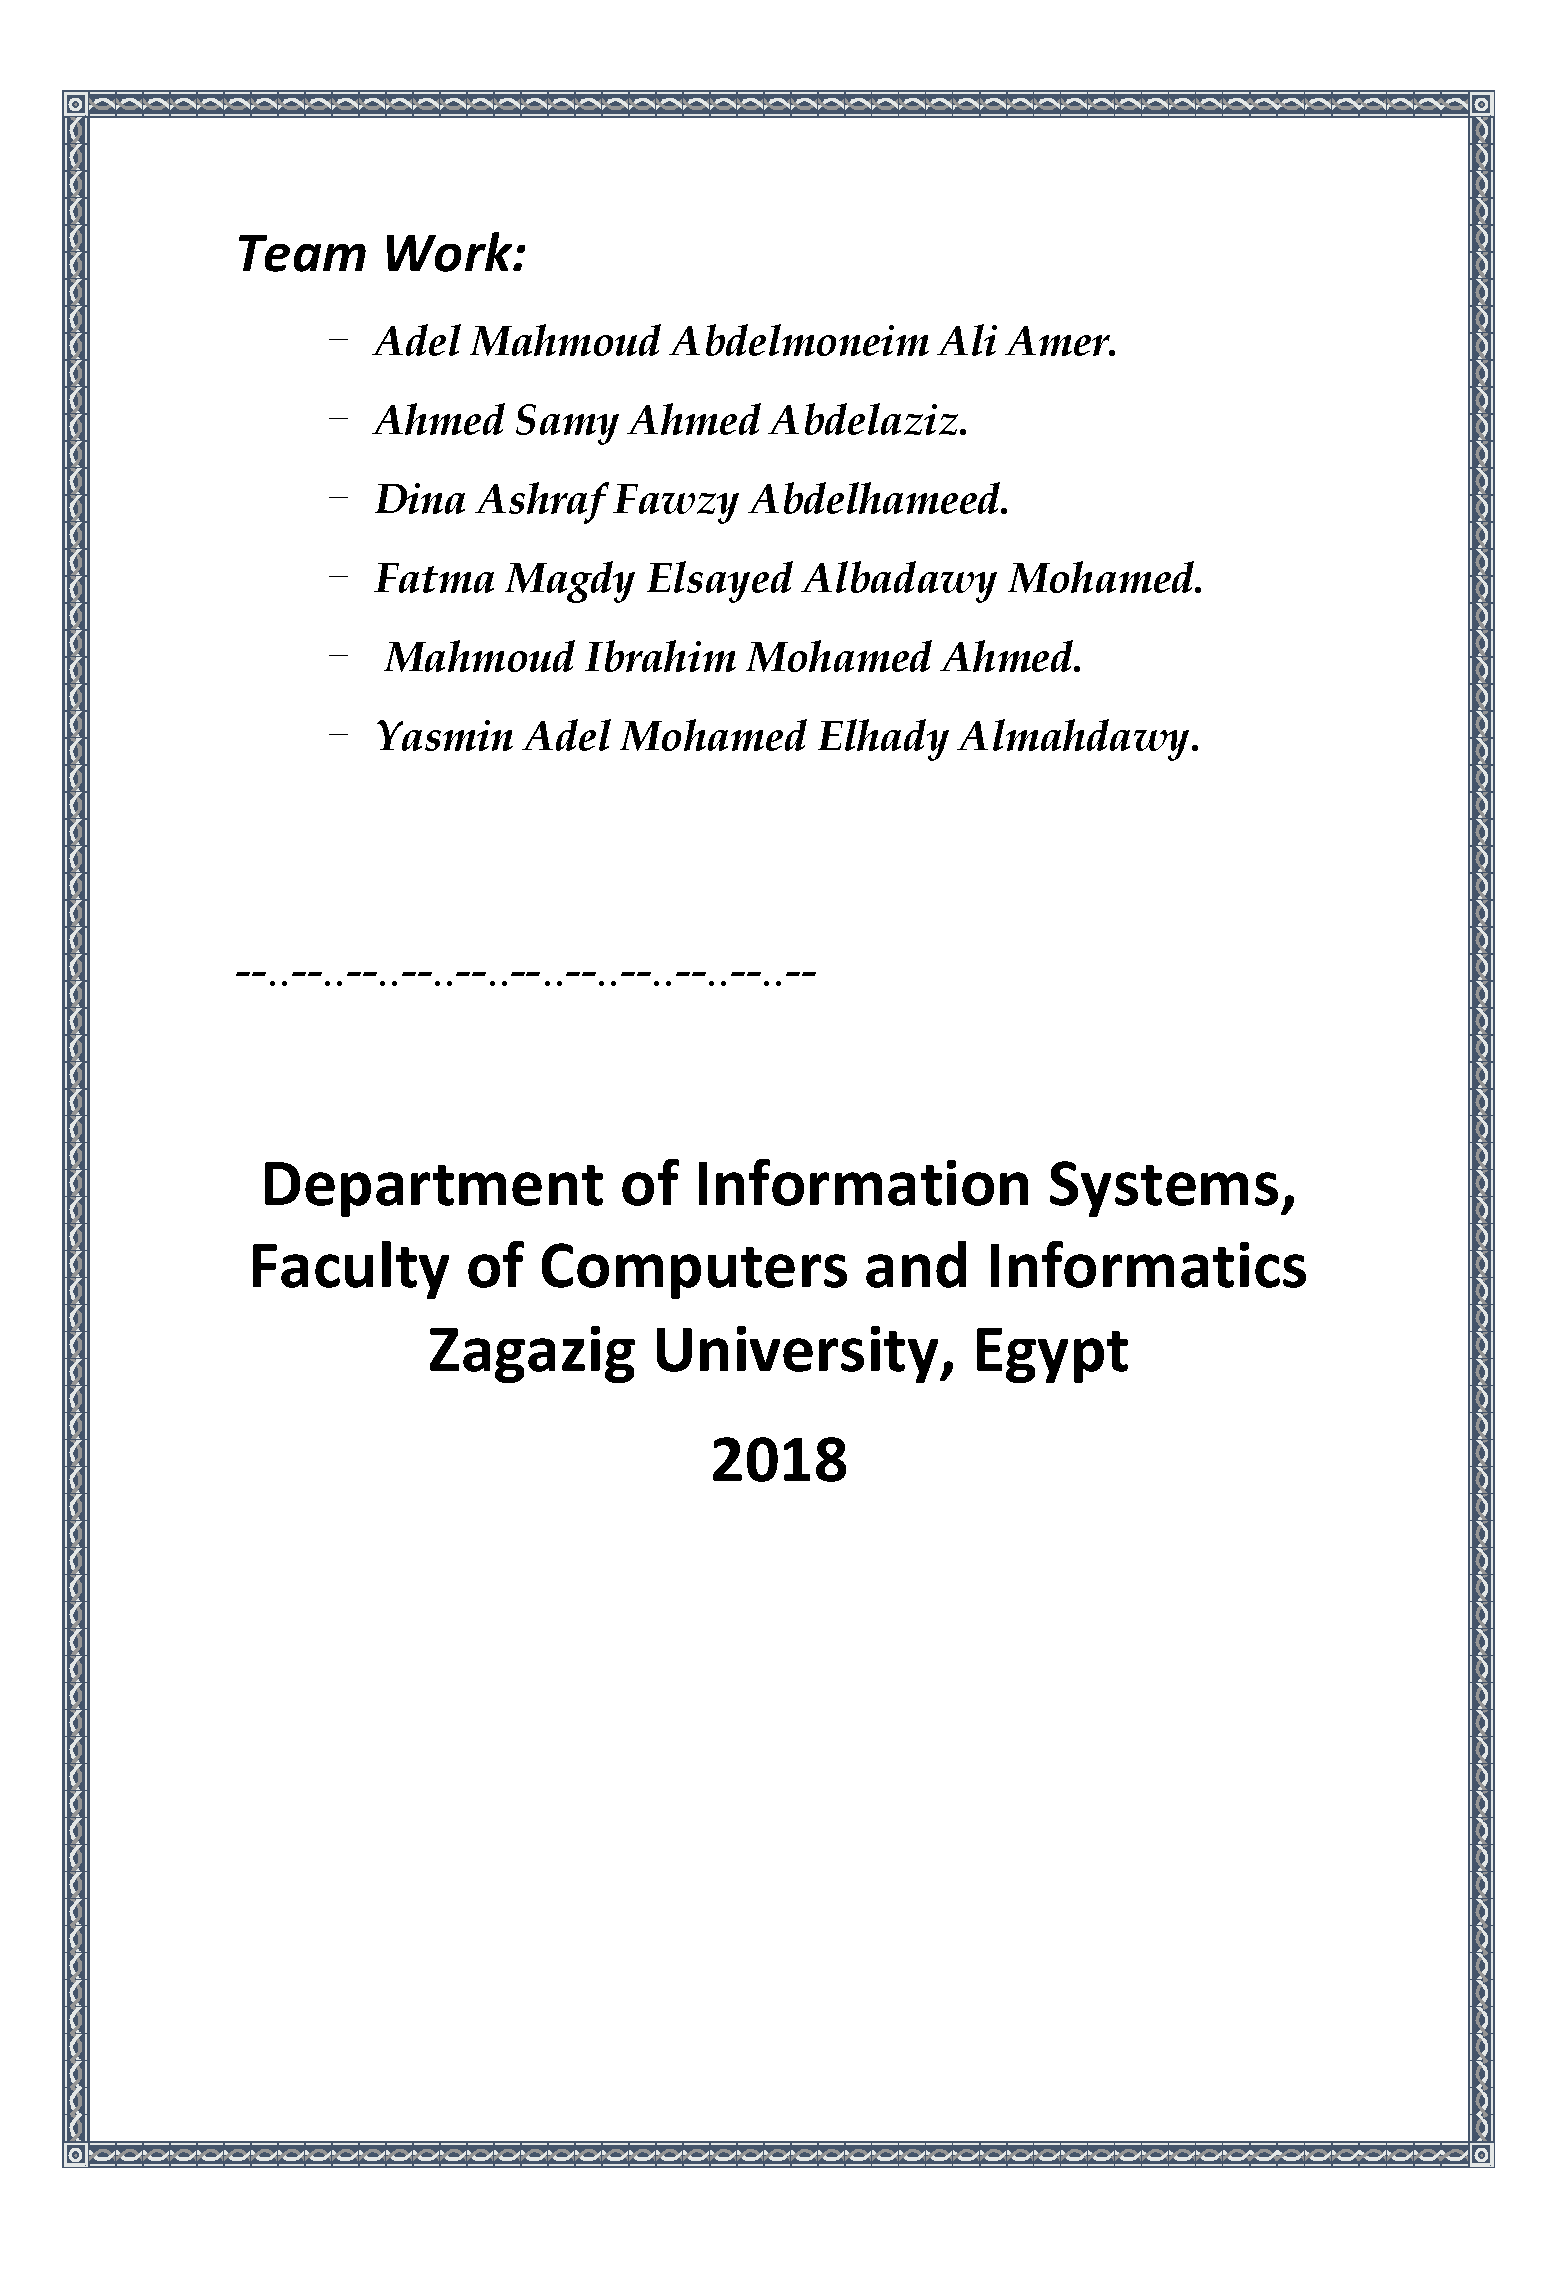 Team Work:
− Adel Mahmoud Abdelmoneim Ali Amer.
− Ahmed Samy Ahmed Abdelaziz.
− Dina Ashraf Fawzy Abdelhameed.
− Fatma Magdy Elsayed Albadawy Mohamed.
− Mahmoud Ibrahim Mohamed Ahmed.
− Yasmin Adel Mohamed Elhady Almahdawy.
--..--..--..--..--..--..--..--..--..--..--
Department of Information Systems,
Faculty of Computers and Informatics
Zagazig University, Egypt
2018